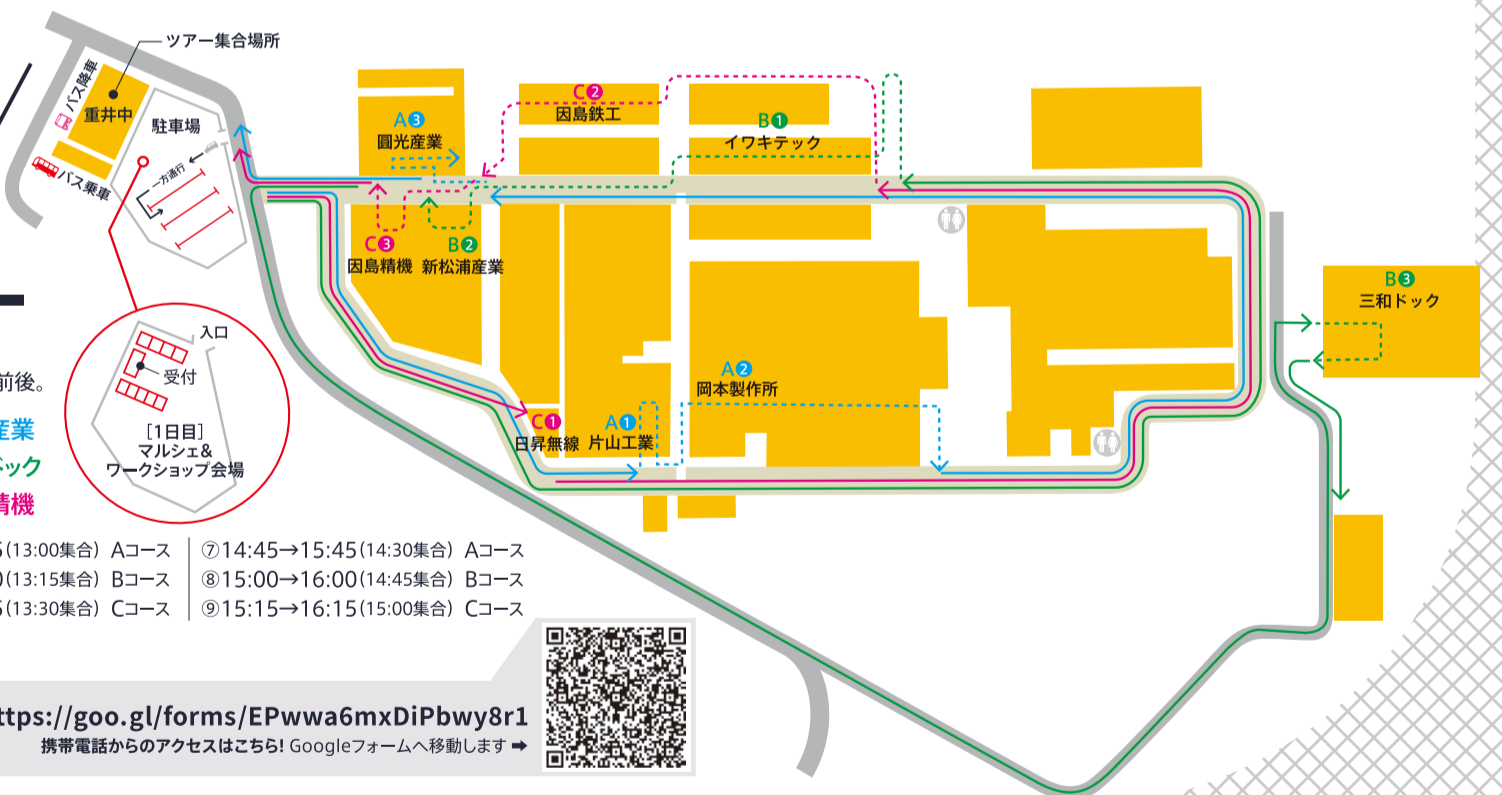 ツアー集合場所
バス降車
重井中
駐車場
一方通行
バス乗車
A❸
圓光産業
C❷
因島鉄工
B❶
イワキテック
C❸
因島精機
B❷
新松浦産業
B❸
三和ドック
A❷
岡本製作所
C❶
日昇無線
A❶
片山工業
入口
受付
[1日目]
マルシェ&
ワークショップ会場
前後。
産業
ドック
精機
(13:00集合) Aコース
(13:15集合) Bコース
(13:30集合) Cコース
⑦14:45→15:45(14:30集合) Aコース
⑧15:00→16:00(14:45集合) Bコース
⑨15:15→16:15(15:00集合) Cコース
ttps://goo.gl/forms/EPwwa6mxDiPbwy8r1
携帯電話からのアクセスはこちら! Googleフォームへ移動します ➡